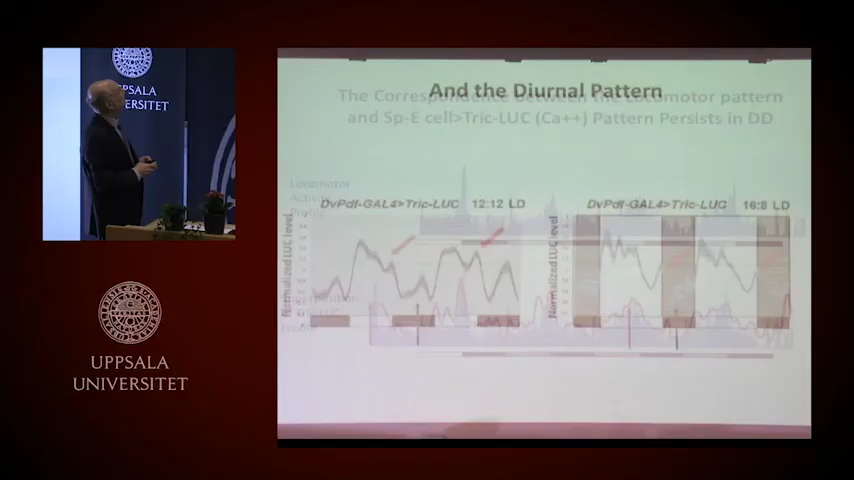 UPPSALA
UNIVERSITET
PSALA
ERSITET
And the Diurnal Pattern
The Correspondence between the Locomotor pattern
and Sp-E cell>Tric-LUC (Ca++) Pattern Persists in DD
Locomotor
Activity
Profile
DvPdf-GAL4>Tric-LUC 12:12 LD
DvPdf-GAL4>Tric-LUC 16:8 LD
Normalized LUC level
Normalized LUC level